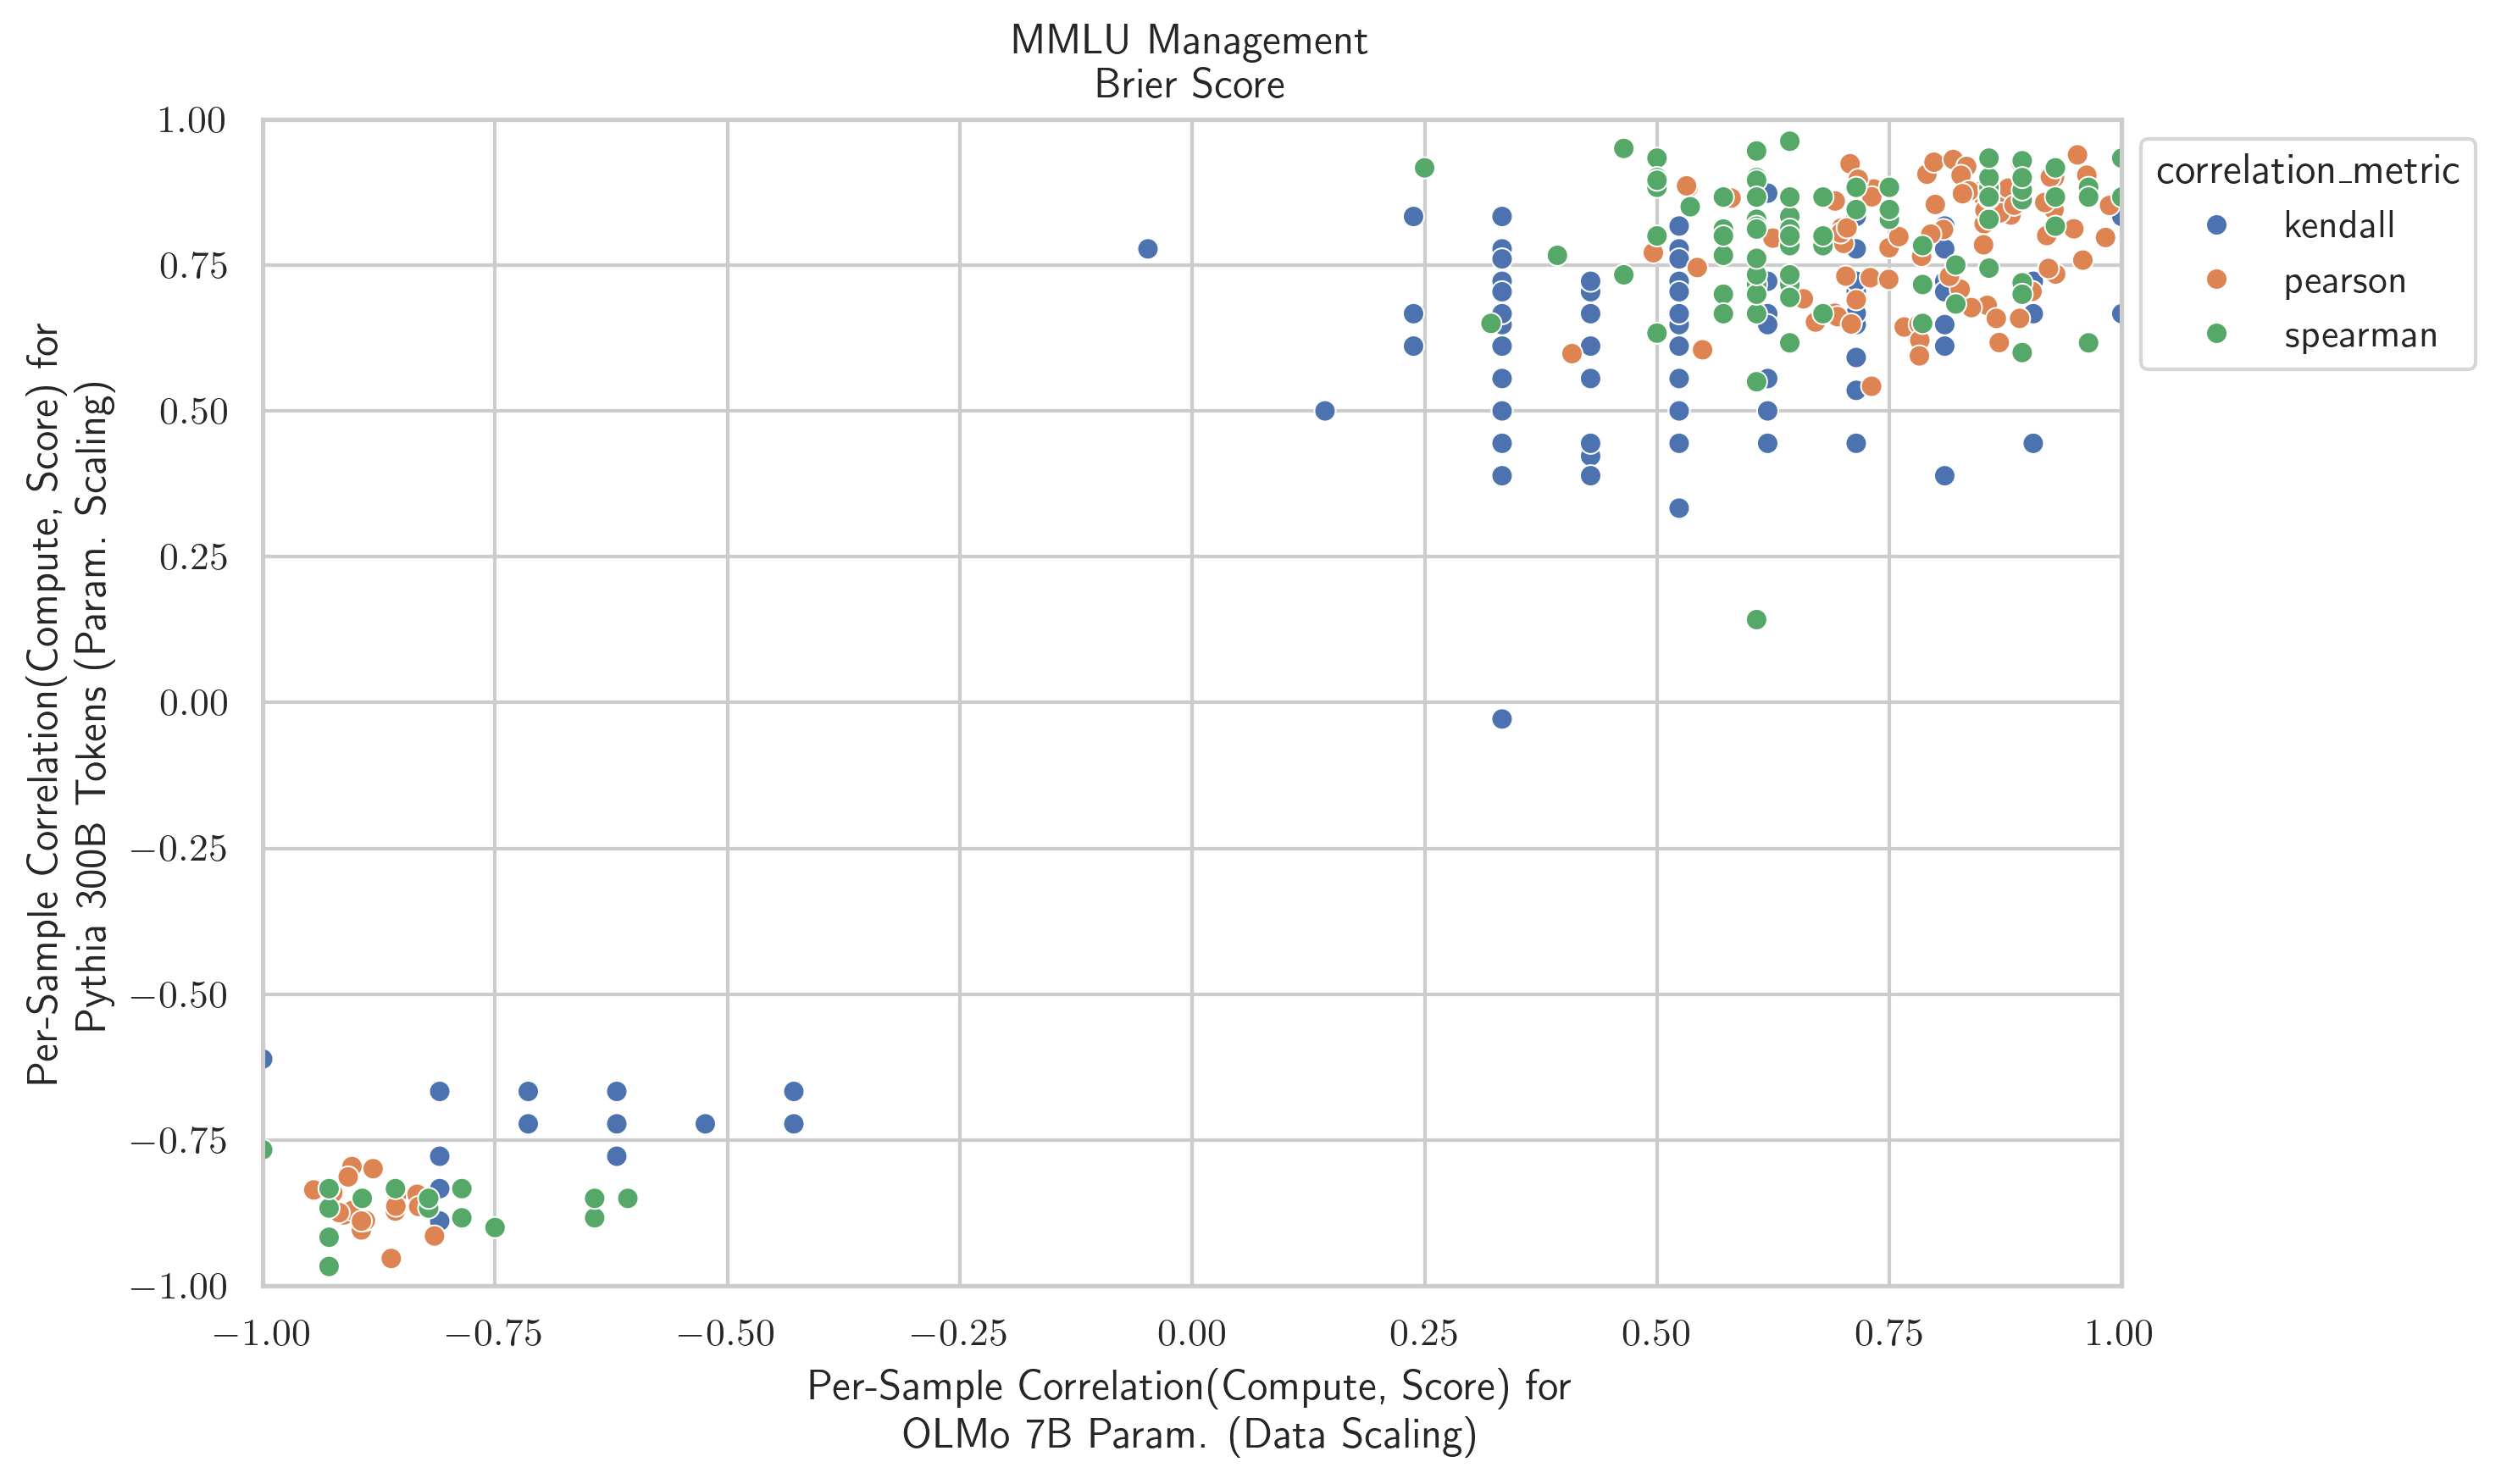 MMLU Management
Brier Score
Per-Sample Correlation(Compute, Score) for
Pythia 300B Tokens (Param. Scaling)
1.00
0.75
0.50
0.25
0.00
−0.25
−0.50
−0.75
−1.00
−1.00 −0.75 −0.50 −0.25 0.00 0.25 0.50 0.75 1.00
Per-Sample Correlation(Compute, Score) for
OLMo 7B Param. (Data Scaling)
correlation_metric
kendall
pearson
spearman